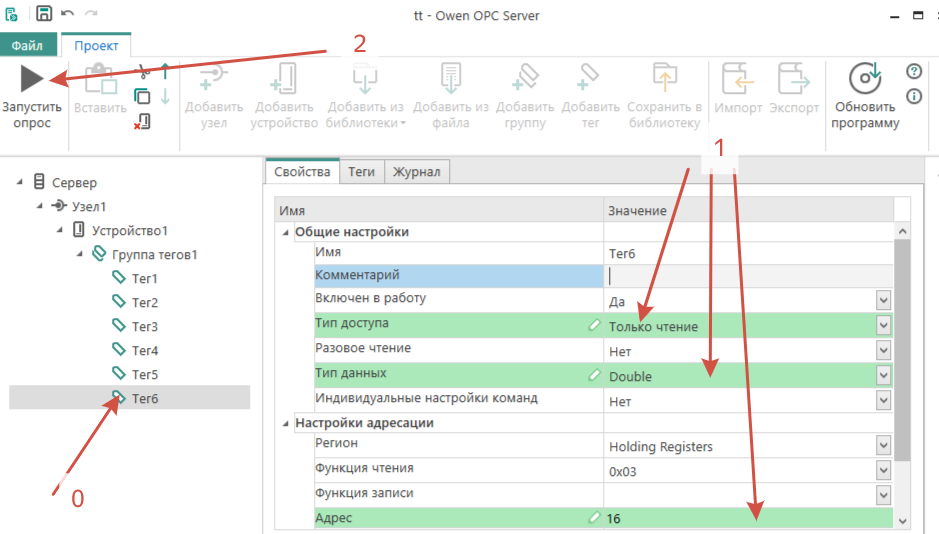 tt - Owen OPC Server
Файл Проект
2
Запустить опрос
Вставить
Добавить узел
Добавить устройство
Добавить из библиотеки
Добавить из файла
Добавить группу
Добавить тег
Сохранить в библиотеку
Импорт
Экспорт
Обновить программу
1
Сервер
Узел1
Устройство1
Группа тегов1
Тег1
Тег2
Тег3
Тег4
Тег5
Тег6
0
Свойства Теги Журнал
Имя Значение
Общие настройки
Имя Тег6
Комментарий
Включен в работу Да
Тип доступа Только чтение
Разовое чтение Нет
Тип данных Double
Индивидуальные настройки команд Нет
Настройки адресации
Регион Holding Registers
Функция чтения 0x03
Функция записи
Адрес 16